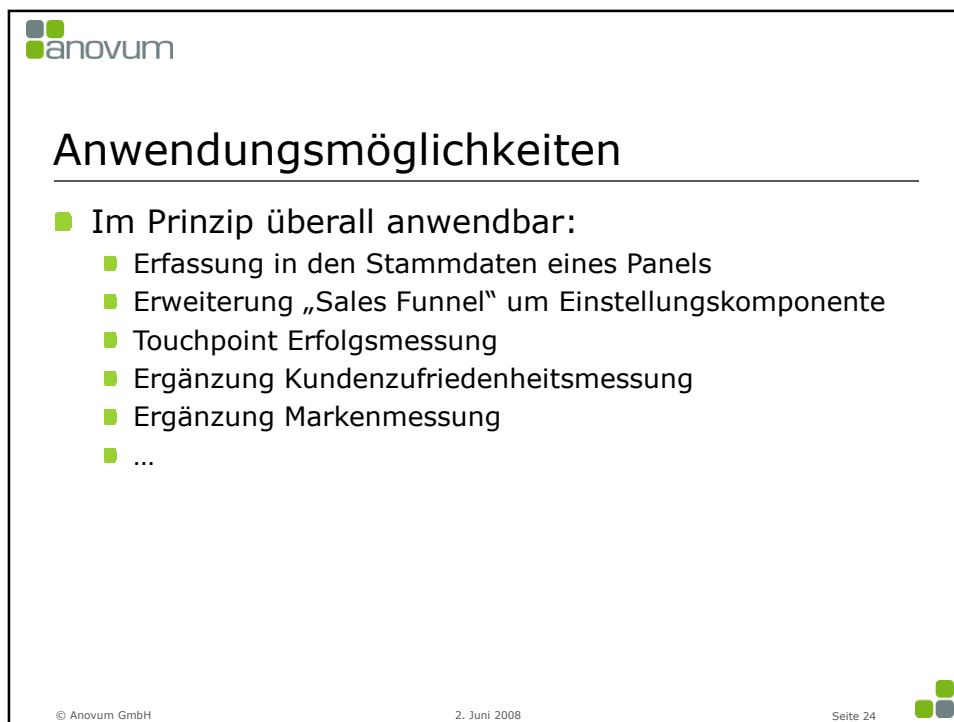 anovum
Anwendungsmöglichkeiten
Im Prinzip überall anwendbar:
Erfassung in den Stammdaten eines Panels
Erweiterung „Sales Funnel“ um Einstellungskomponente
Touchpoint Erfolgsmessung
Ergänzung Kundenzufriedenheitsmessung
Ergänzung Markenmessung
…
© Anovum GmbH 2. Juni 2008 Seite 24